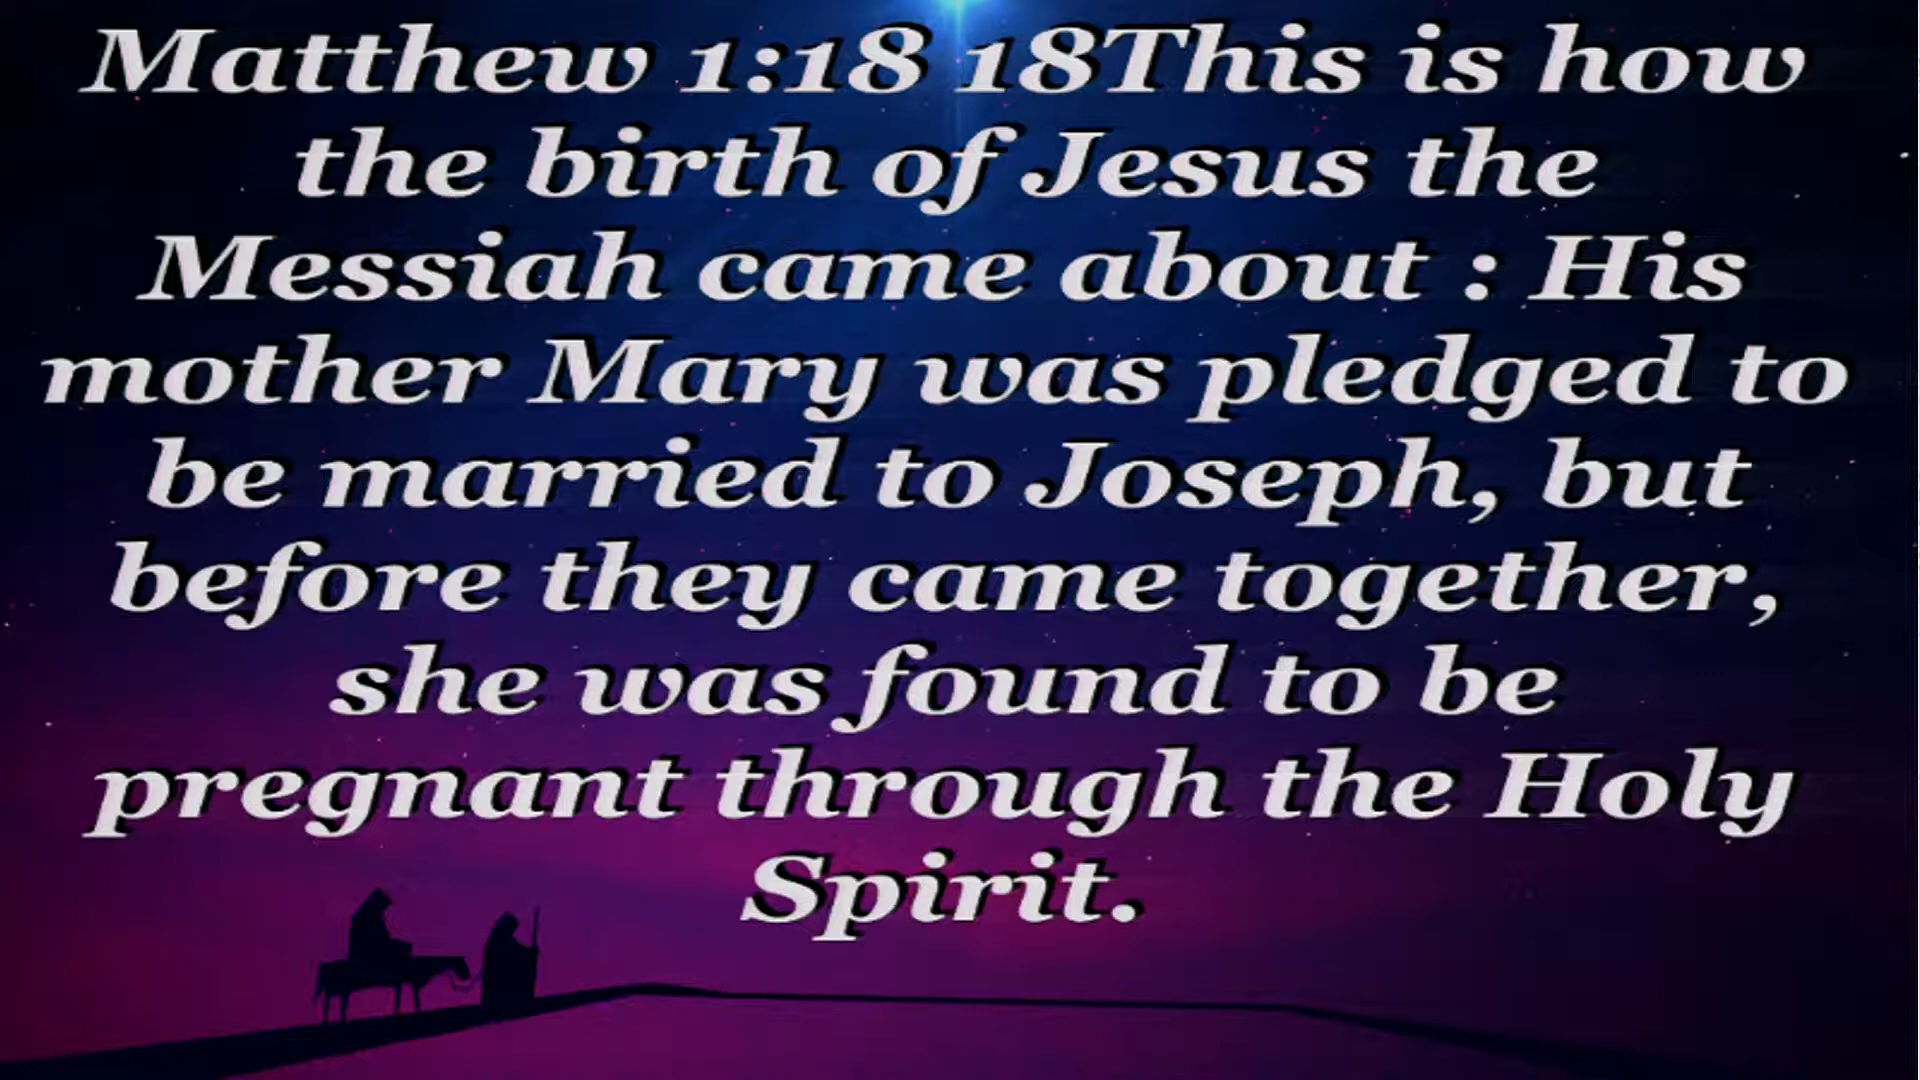 Matthew 1:18 18This is how
the birth of Jesus the
Messiah came about : His
mother Mary was pledged to
be married to Joseph, but
before they came together,
she was found to be
pregnant through the Holy
Spirit.